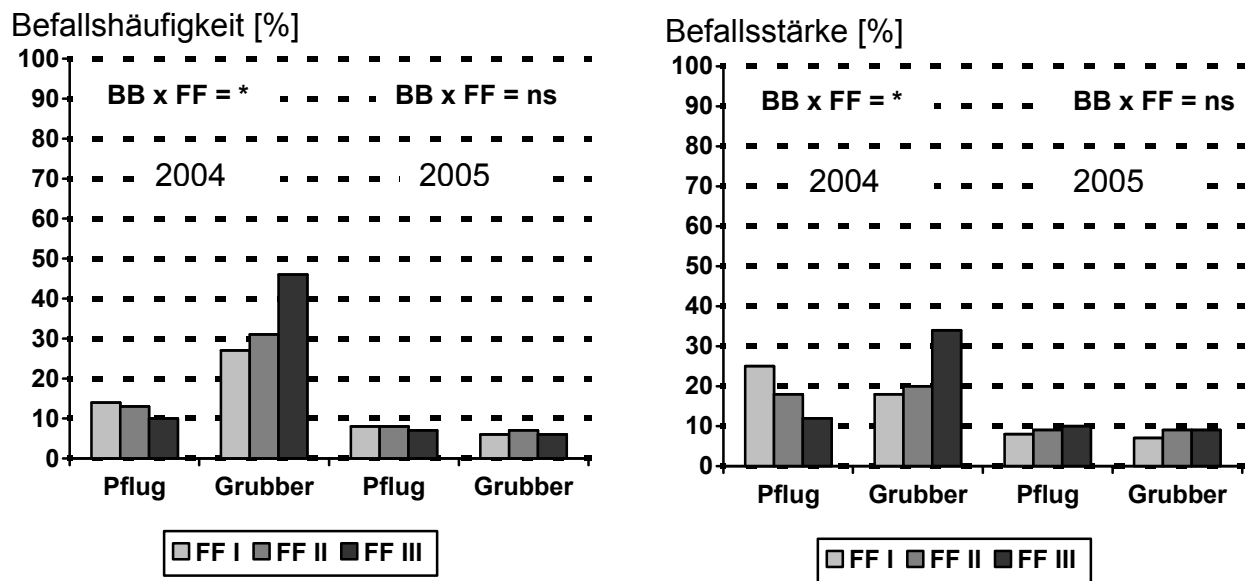 Befallshäufigkeit [%]
100
90
80
70
60
50
40
30
20
10
0
BB x FF = *
BB x FF = ns
2004
2005
Pflug
Grubber
Pflug
Grubber
FF I
FF II
FF III
Befallsstärke [%]
100
90
80
70
60
50
40
30
20
10
0
BB x FF = *
BB x FF = ns
2004
2005
Pflug
Grubber
Pflug
Grubber
FF I
FF II
FF III